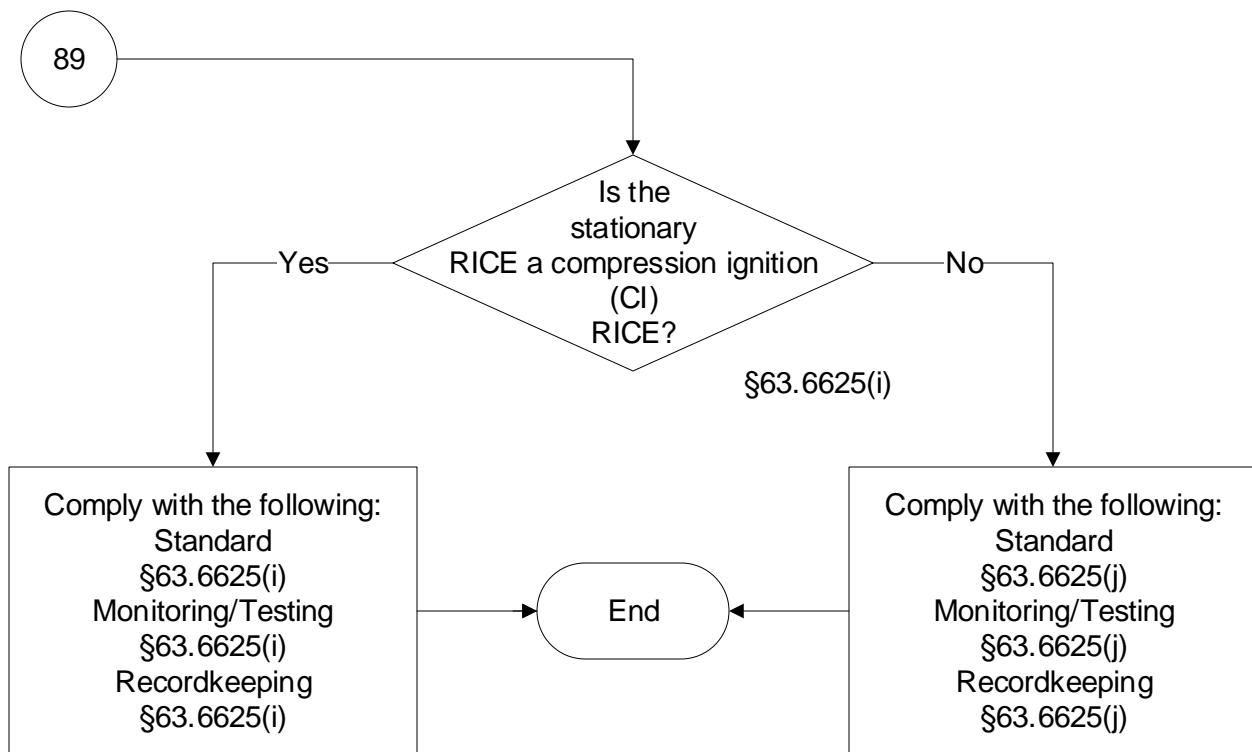 89
Is the
stationary
RICE a compression ignition
(CI)
RICE?
Yes
No
§63.6625(i)
Comply with the following:
Standard
§63.6625(i)
Monitoring/Testing
§63.6625(i)
Recordkeeping
§63.6625(i)
End
Comply with the following:
Standard
§63.6625(j)
Monitoring/Testing
§63.6625(j)
Recordkeeping
§63.6625(j)